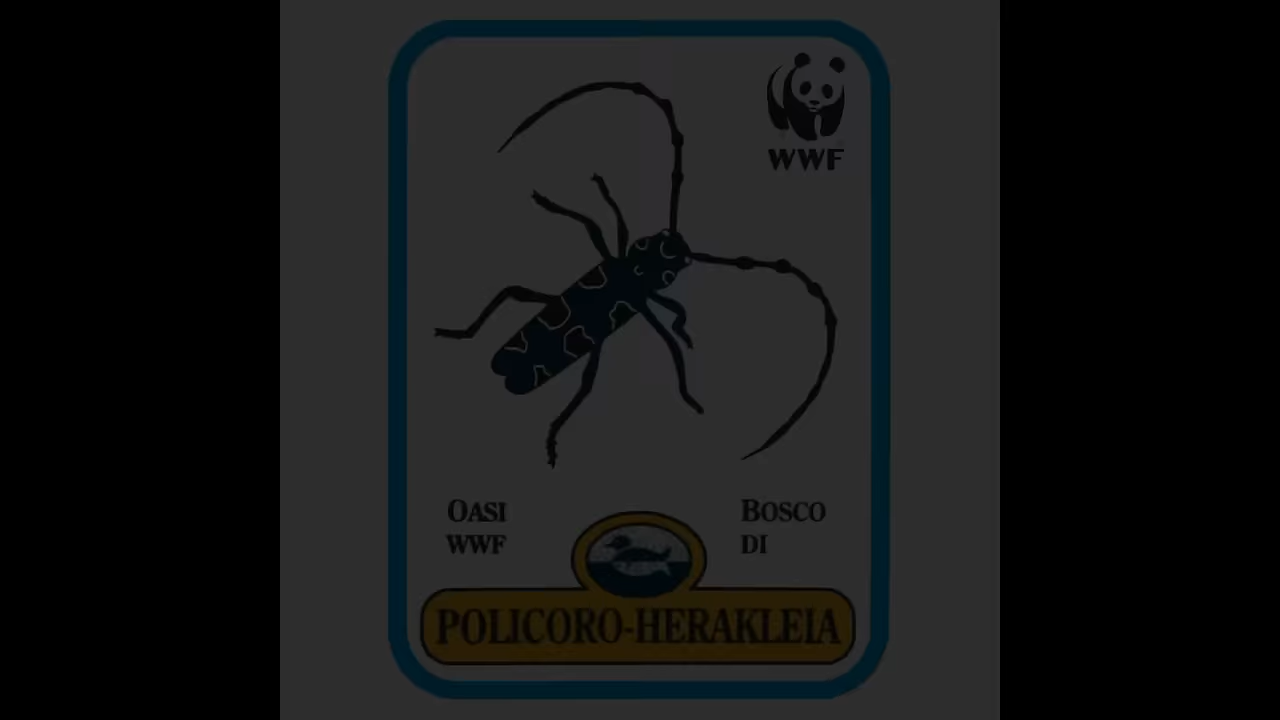 WWF
OASI
WWF
BOSCO
DI
POLICORO-HERAKLEIA